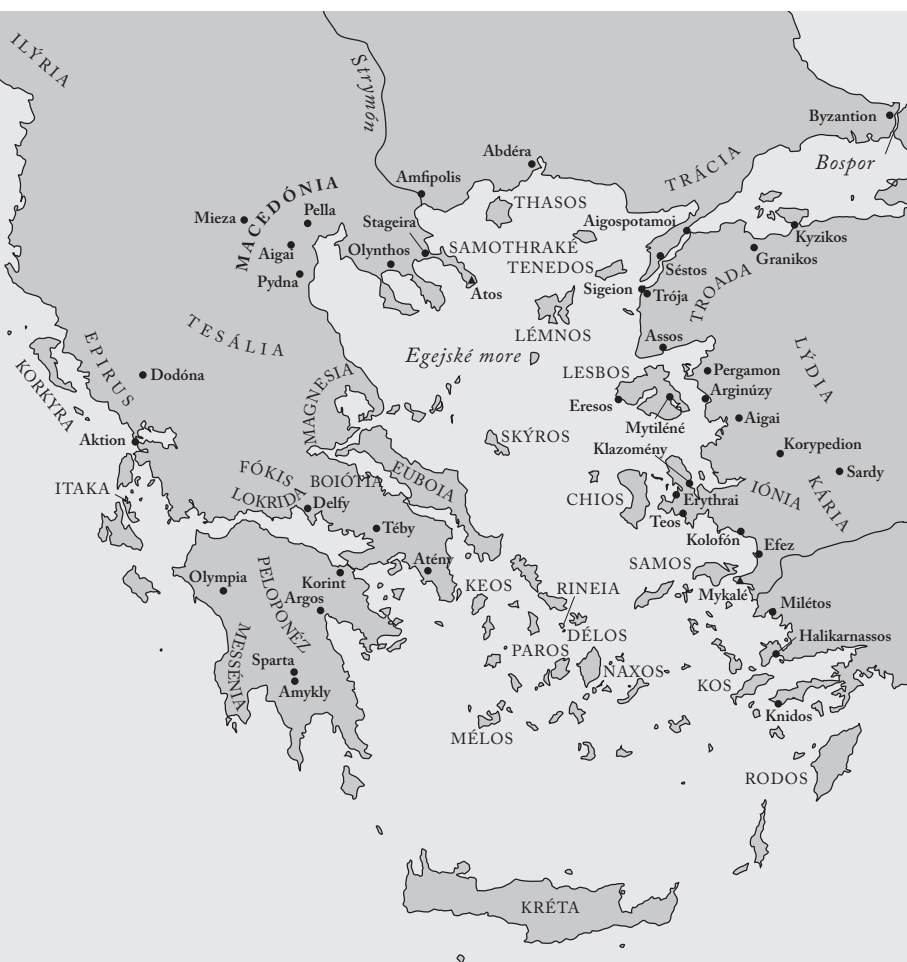 ILÝRIA
Strymón
Byzantion
Bospor
Abdéra
TRÁCIA
Amfipolis
MACEDÓNIA
Mieza
Pella
Stageira
THASOS
Aigospotamoi
Kyzikos
Aigai
Olynthos
SAMOTHRAKÉ
Granikos
Pydna
TENEDOS
Séstos
Atos
Sigeion
Trója
TROADA
LÉMNOS
TESÁLIA
Assos
EPIRUS
Egejské more
LÝDIA
KORKYRA
Dodóna
MAGNESIA
LESBOS
Pergamon
Eresos
Arginúzy
Mytiléné
Aigai
Aktion
SKÝROS
Klazomény
Korypedion
FÓKIS
BOIÓTIA
EUBOIA
Sardy
ITAKA
LOKRIDA
Delfy
CHIOS
Erythrai
IÓNIA
KÁRIA
Téby
Teos
Kolofón
Efez
Atény
SAMOS
Olympia
PELOPONÉZ
Korint
KEOS
RINEIA
Mykalé
Argos
Milétos
MESSÉNIA
DÉLOS
Halikarnassos
PAROS
Sparta
NAXOS
Amykly
KOS
Knidos
MÉLOS
RODOS
KRÉTA